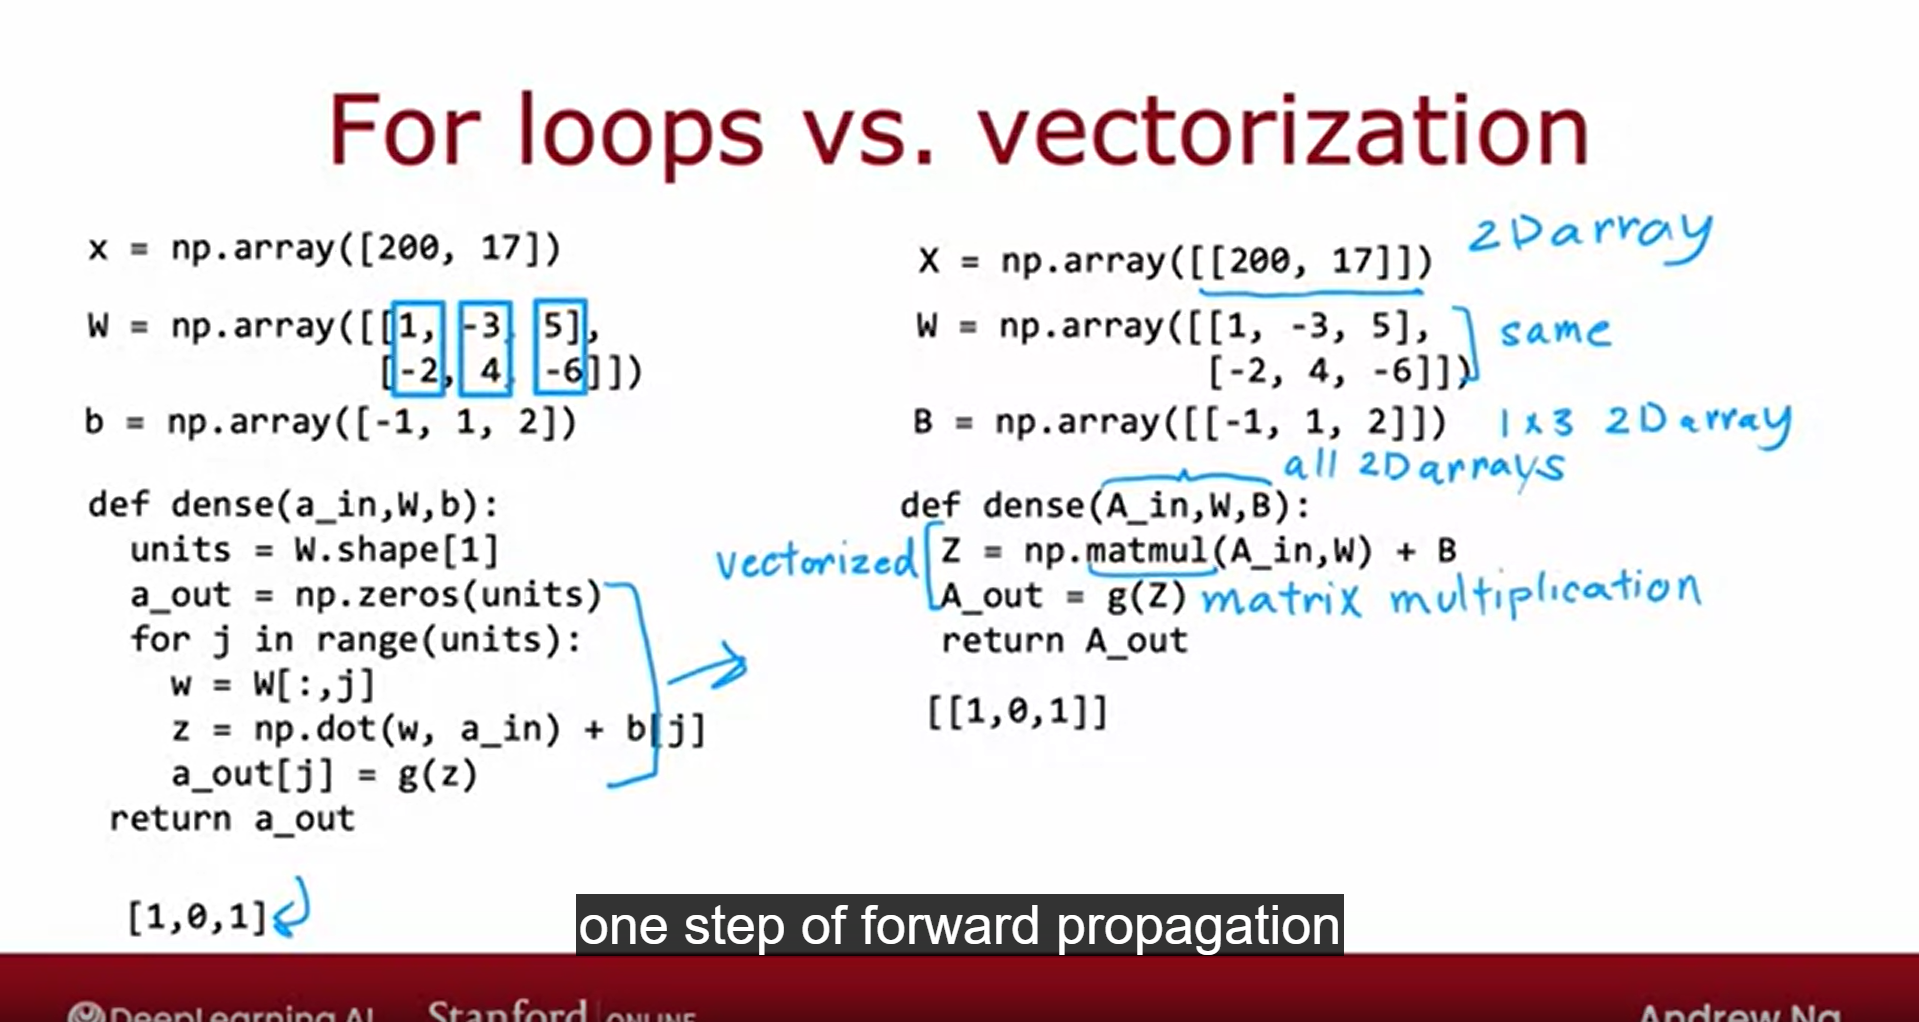 For loops vs. vectorization
x = np.array([200, 17])
W = np.array([[1, -3, 5],
[-2, 4, -6]])
b = np.array([-1, 1, 2])
def dense(a_in,W,b):
units = W.shape[1]
a_out = np.zeros(units)
for j in range(units):
w = W[:,j]
z = np.dot(w, a_in) + b[j]
a_out[j] = g(z)
return a_out
[1,0,1]
X = np.array([[200, 17]]) 2D array
W = np.array([[1, -3, 5],
[-2, 4, -6]]) same
B = np.array([[-1, 1, 2]]) 1 x 3 2D array
all 2D arrays
def dense(A_in,W,B):
vectorized Z = np.matmul(A_in,W) + B
A_out = g(Z) matrix multiplication
return A_out
[[1,0,1]]
one step of forward propagation
DeepLearning.AI Stanford ONLINE Andrew Ng